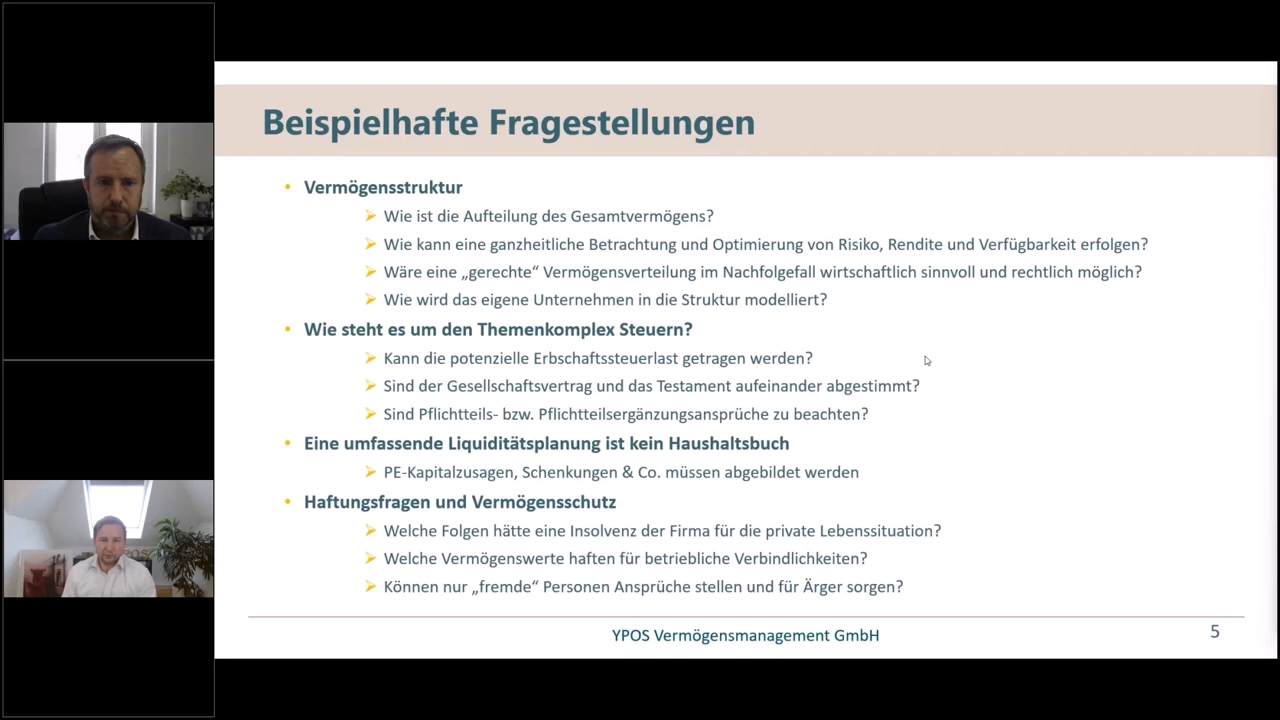 Beispielhafte Fragestellungen
• Vermögensstruktur
➢ Wie ist die Aufteilung des Gesamtvermögens?
➢ Wie kann eine ganzheitliche Betrachtung und Optimierung von Risiko, Rendite und Verfügbarkeit erfolgen?
➢ Wäre eine „gerechte“ Vermögensverteilung im Nachfolgefall wirtschaftlich sinnvoll und rechtlich möglich?
➢ Wie wird das eigene Unternehmen in die Struktur modelliert?
• Wie steht es um den Themenkomplex Steuern?
➢ Kann die potenzielle Erbschaftssteuerlast getragen werden?
➢ Sind der Gesellschaftsvertrag und das Testament aufeinander abgestimmt?
➢ Sind Pflichtteils- bzw. Pflichtteilsergänzungsansprüche zu beachten?
• Eine umfassende Liquiditätsplanung ist kein Haushaltsbuch
➢ PE-Kapitalzusagen, Schenkungen & Co. müssen abgebildet werden
• Haftungsfragen und Vermögensschutz
➢ Welche Folgen hätte eine Insolvenz der Firma für die private Lebenssituation?
➢ Welche Vermögenswerte haften für betriebliche Verbindlichkeiten?
➢ Können nur „fremde“ Personen Ansprüche stellen und für Ärger sorgen?
YPOS Vermögensmanagement GmbH
5